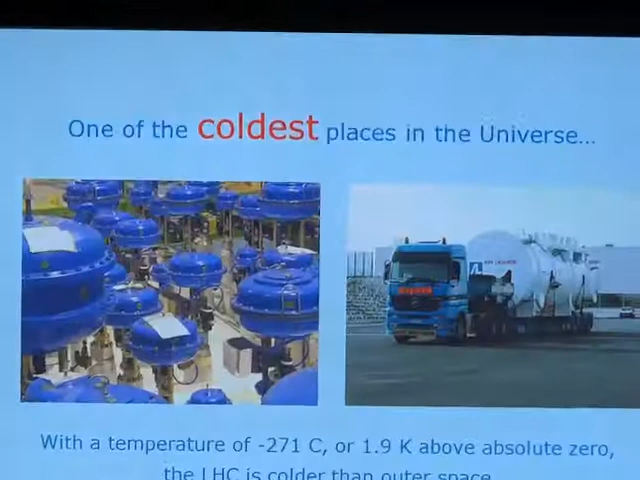 One of the coldest places in the Universe...
With a temperature of -271 C, or 1.9 K above absolute zero,
the LHC is colder than outer space